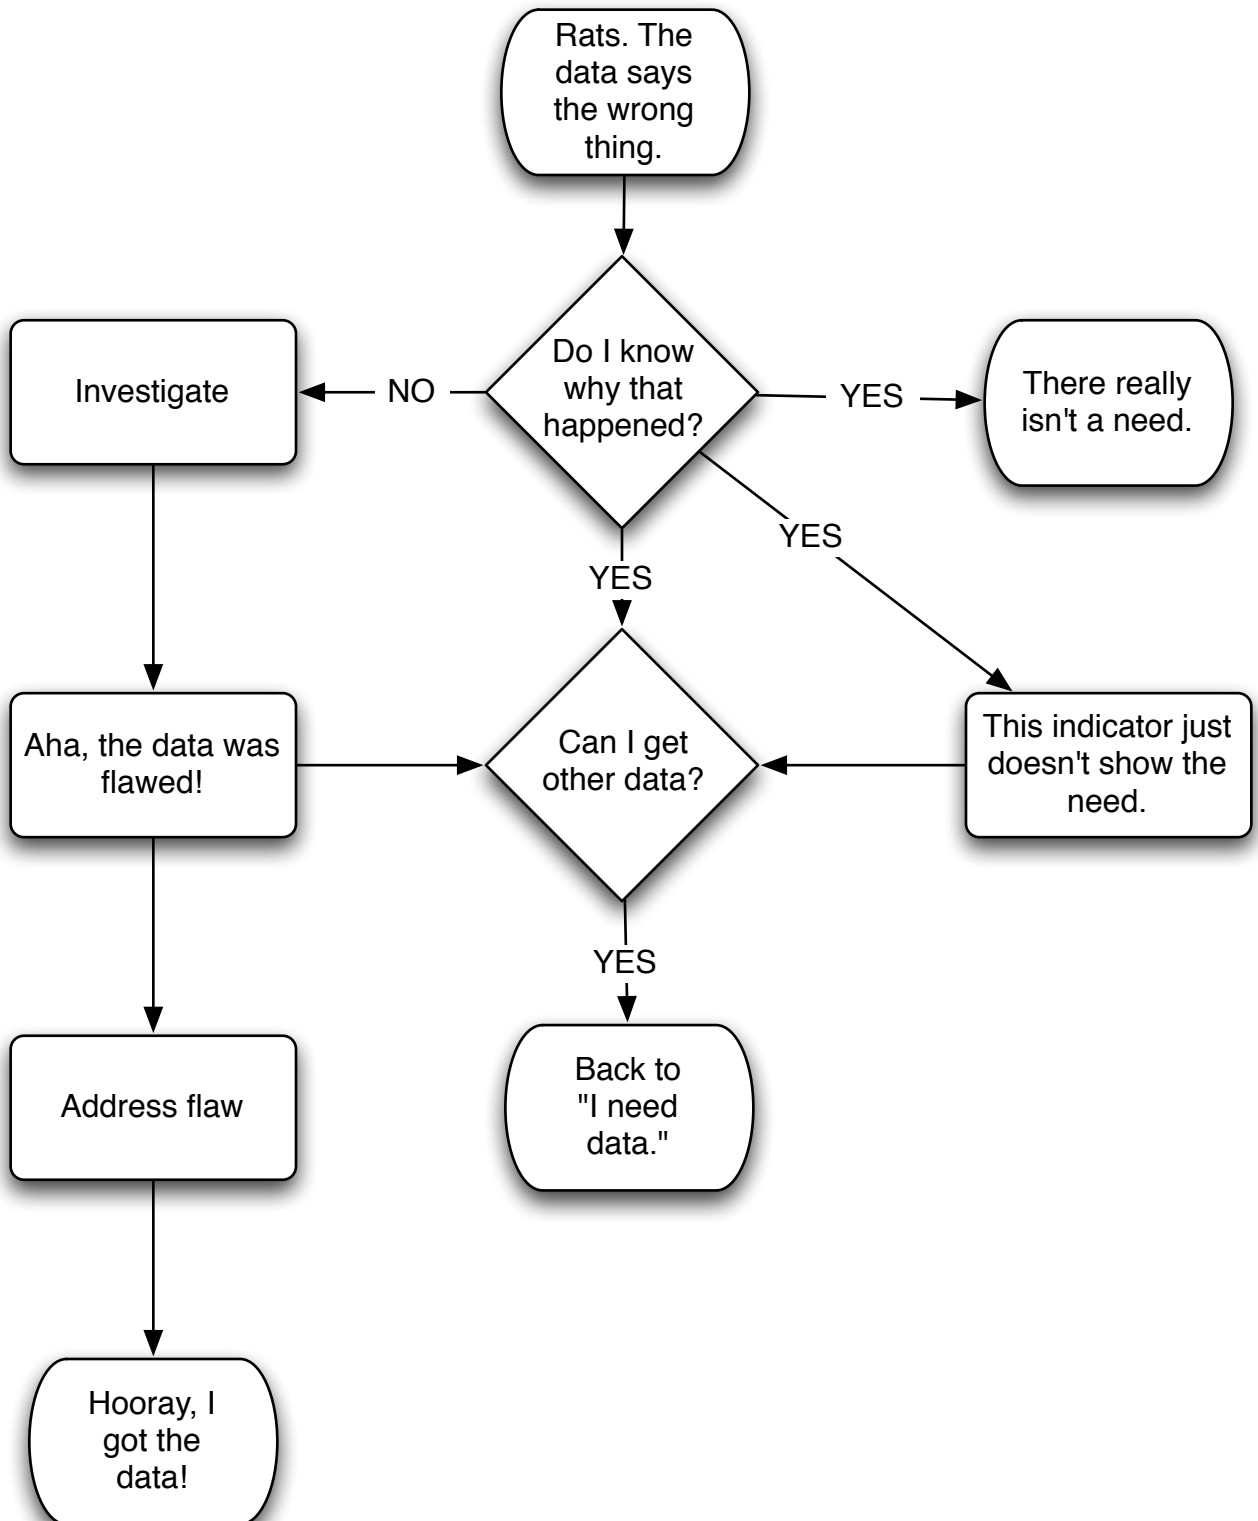 Rats. The
data says
the wrong
thing.
Do I know
why that
happened?
NO
Investigate
YES
There really
isn't a need.
YES
YES
Aha, the data was
flawed!
Can I get
other data?
This indicator just
doesn't show the
need.
YES
Address flaw
Back to
"I need
data."
Hooray, I
got the
data!